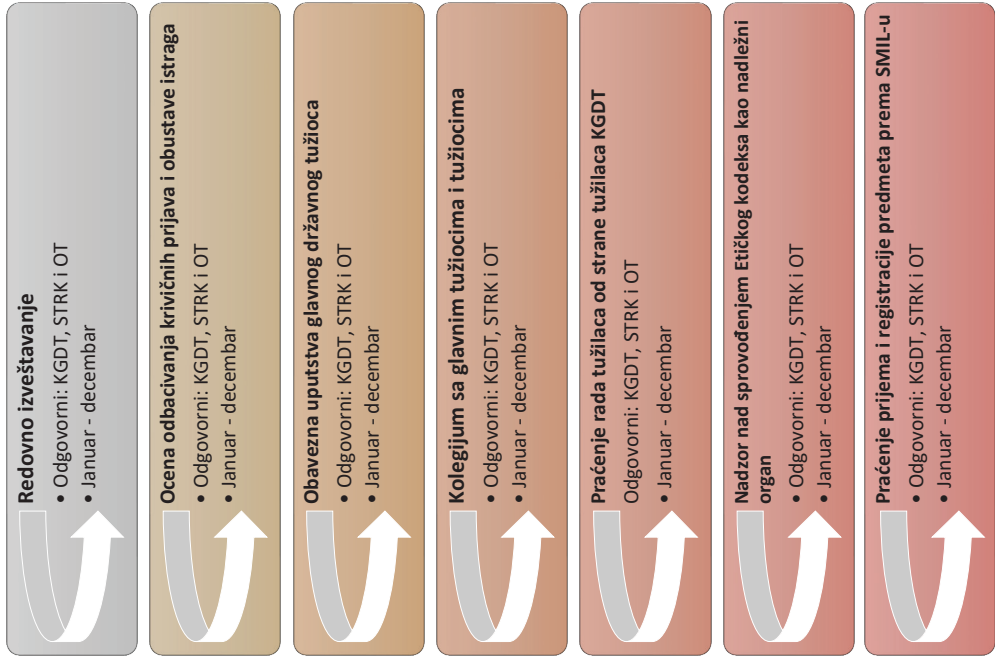 Redovno izveštavanje
• Odgovorni: KGDT, STRK i OT
• Januar - decembar
Ocena odbacivanja krivičnih prijava i obustave istraga
• Odgovorni: KGDT, STRK i OT
• Januar - decembar
Obavezna uputstva glavnog državnog tužioca
• Odgovorni: KGDT, STRK i OT
• Januar - decembar
Kolegijum sa glavnim tužiocima i tužiocima
• Odgovorni: KGDT, STRK i OT
• Januar - decembar
Praćenje rada tužilaca od strane tužilaca KGDT
Odgovorni: KGDT, STRK i OT
• Januar - decembar
Nadzor nad sprovođenjem Etičkog kodeksa kao nadležni
organ
• Odgovorni: KGDT, STRK i OT
• Januar - decembar
Praćenje prijema i registracije predmeta prema SMIL-u
• Odgovorni: KGDT, STRK i OT
• Januar - decembar